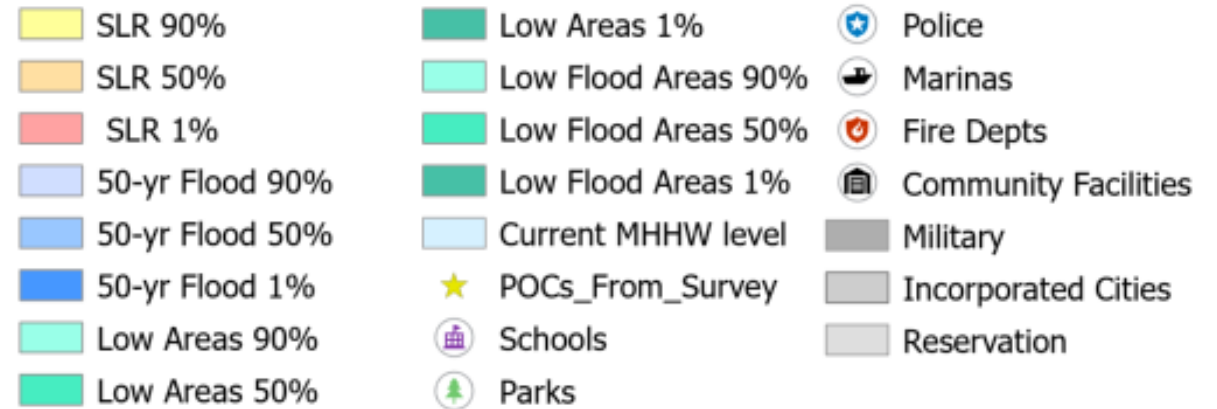 SLR 90%
SLR 50%
SLR 1%
50-yr Flood 90%
50-yr Flood 50%
50-yr Flood 1%
Low Areas 90%
Low Areas 50%
Low Areas 1%
Low Flood Areas 90%
Low Flood Areas 50%
Low Flood Areas 1%
Current MHHW level
POCs_From_Survey
Schools
Parks
Police
Marinas
Fire Depts
Community Facilities
Military
Incorporated Cities
Reservation